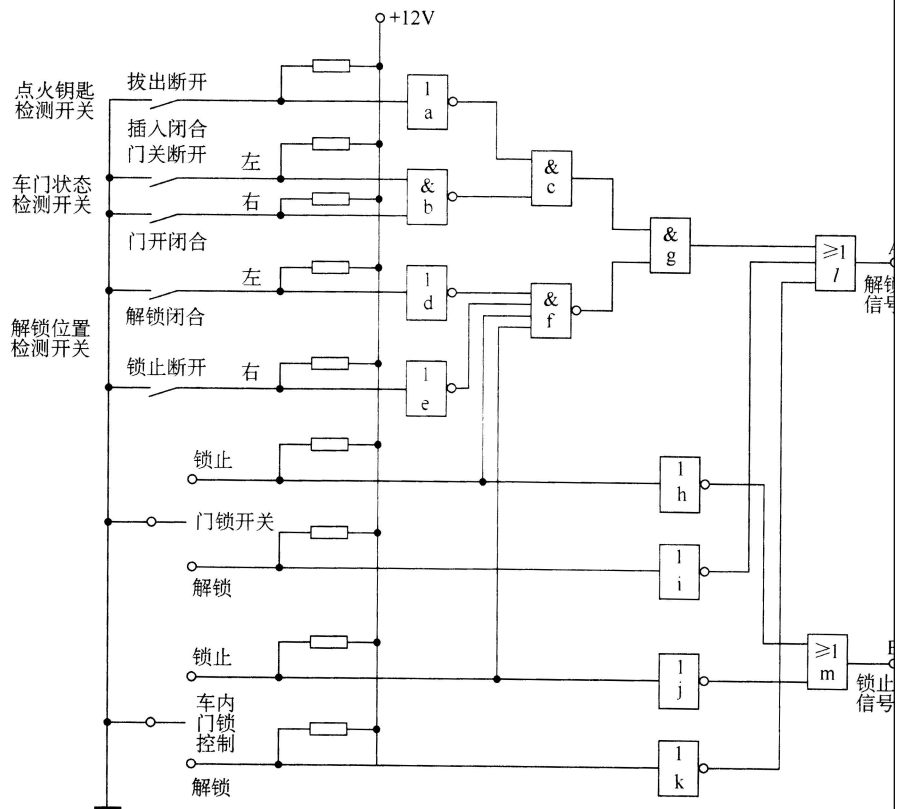 +12V
点火钥匙
检测开关
拔出断开
插入闭合
1
a
门关断开
左
车门状态
检测开关
右
门开闭合
&
b
&
c
&
g
≥1
l
解锁
信号
左
解锁闭合
1
d
&
f
解锁位置
检测开关
锁止断开
右
1
e
锁止
1
h
门锁开关
解锁
1
i
锁止
1
j
≥1
m
锁止
信号
车内
门锁
控制
解锁
1
k